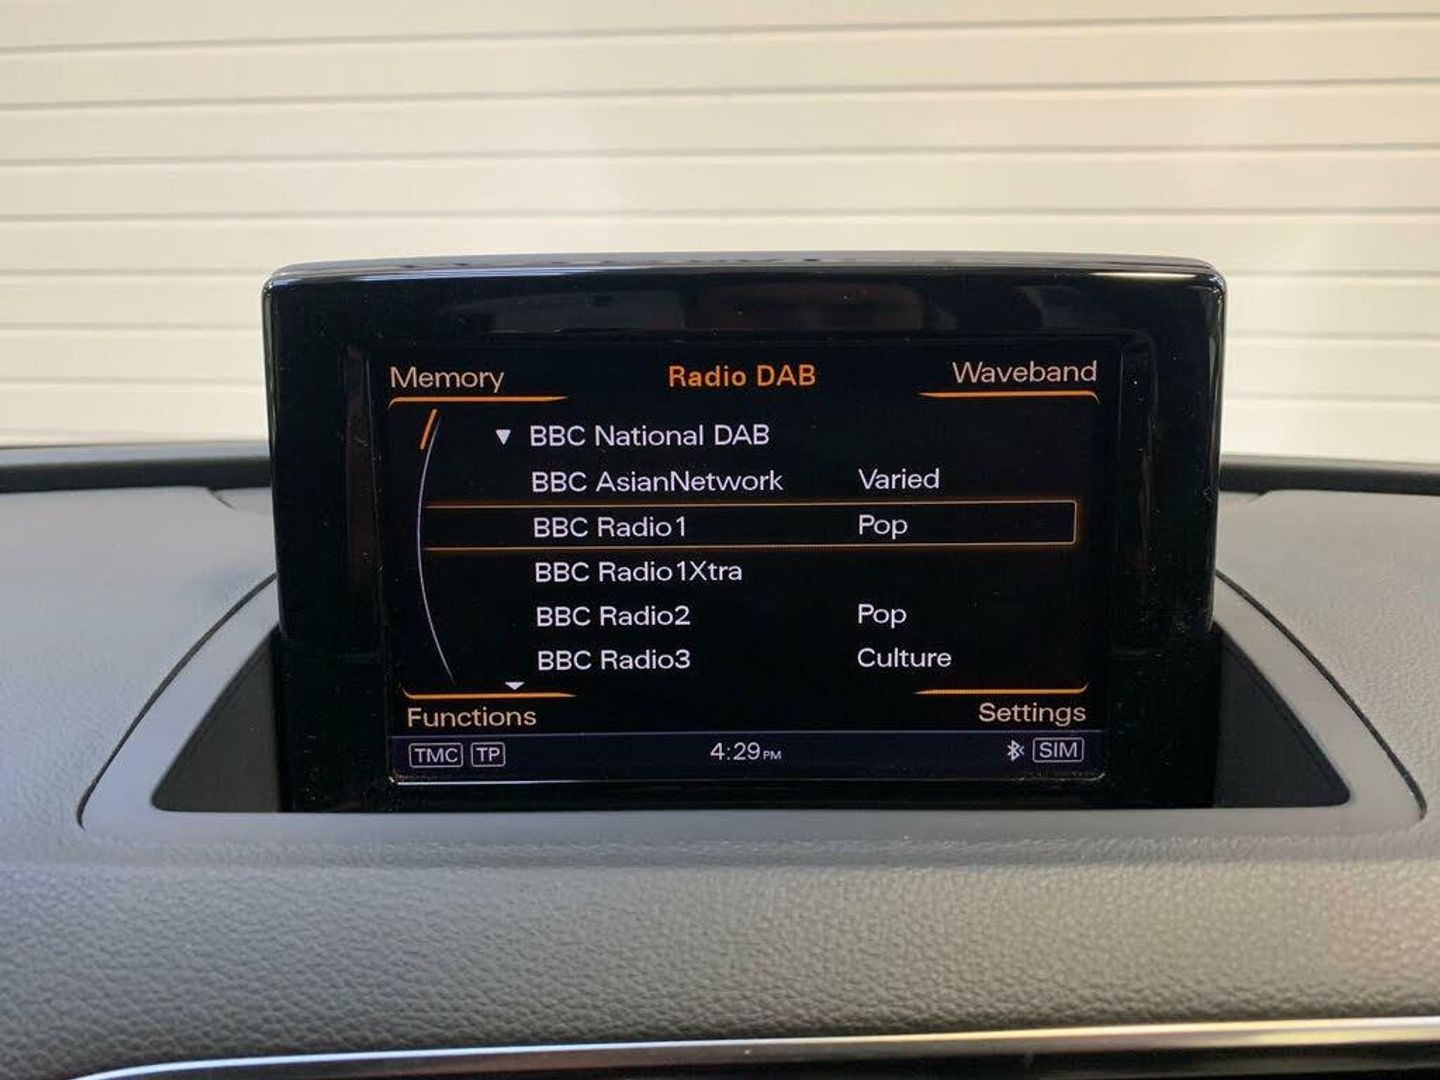 Memory Radio DAB Waveband
▼ BBC National DAB
BBC AsianNetwork Varied
BBC Radio1 Pop
BBC Radio1Xtra
BBC Radio2 Pop
BBC Radio3 Culture
Functions Settings
TMC TP 4:29PM SIM